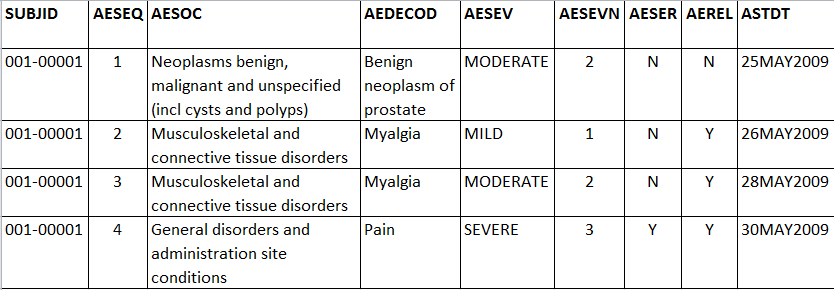 SUBJID AESEQ AESOC AEDECOD AESEV AESEVN AESER AEREL ASTDT
001-00001 1 Neoplasms benign, Benign MODERATE 2 N N 25MAY2009
malignant and unspecified neoplasm of
(incl cysts and polyps) prostate
001-00001 2 Musculoskeletal and Myalgia MILD 1 N Y 26MAY2009
connective tissue disorders
001-00001 3 Musculoskeletal and Myalgia MODERATE 2 N Y 28MAY2009
connective tissue disorders
001-00001 4 General disorders and Pain SEVERE 3 Y Y 30MAY2009
administration site
conditions